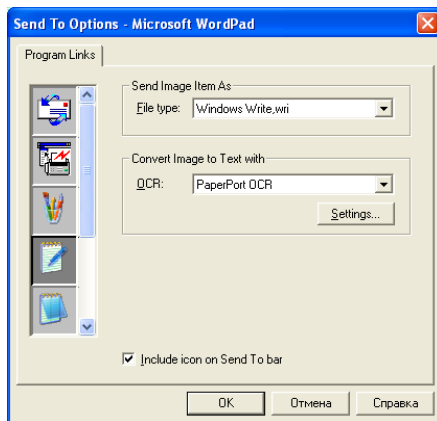 Send To Options - Microsoft WordPad
Program Links
Send Image Item As
File type: Windows Write,wri
Convert Image to Text with
OCR: PaperPort OCR
Settings...
Include icon on Send To bar
OK Отмена Справка